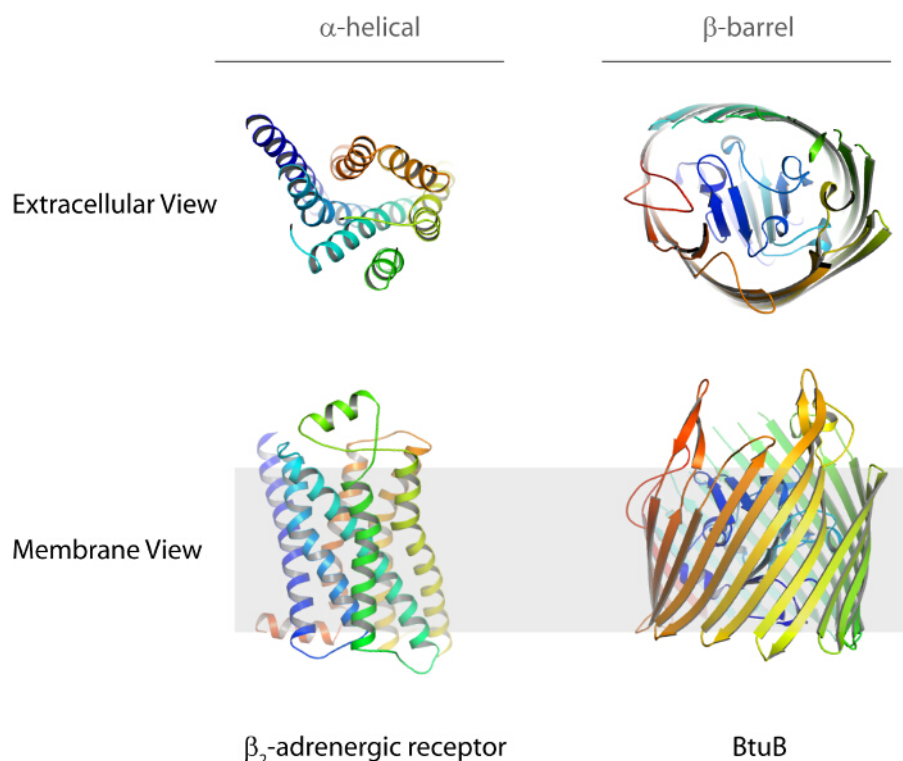 α-helical
β-barrel
Extracellular View
Membrane View
β₂-adrenergic receptor
BtuB